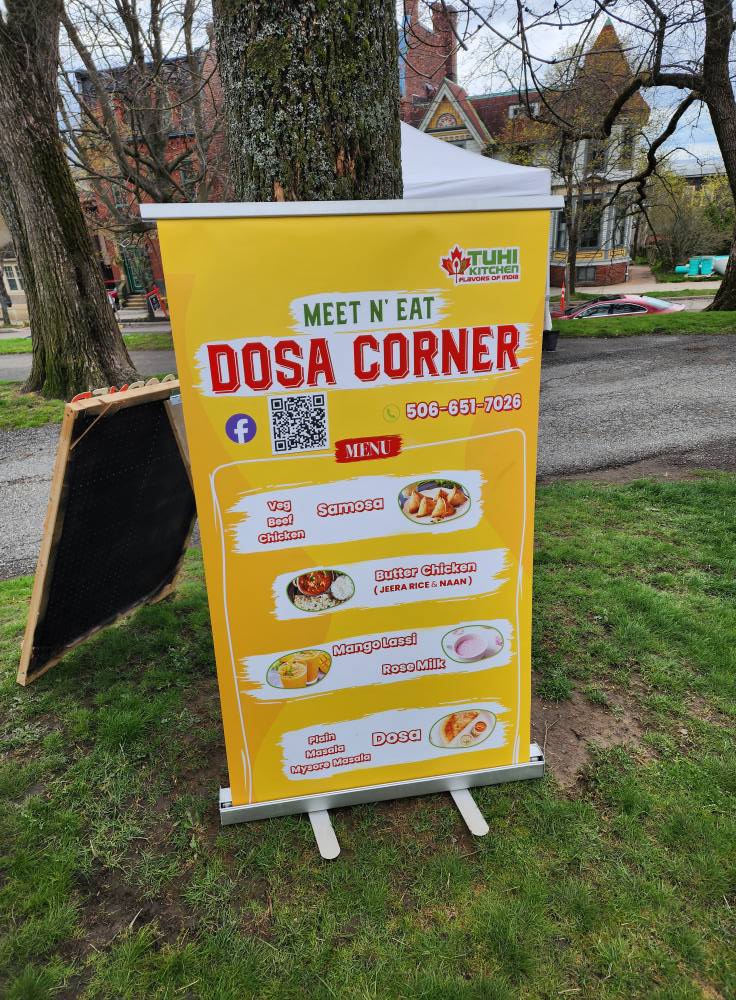 TUHI
KITCHEN
FLAVORS OF INDIA
MEET N' EAT
DOSA CORNER
506-651-7026
MENU
Veg
Beef
Chicken
Samosa
Butter Chicken
( JEERA RICE & NAAN )
Mango Lassi
Rose Milk
Plain
Masala
Mysore Masala
Dosa